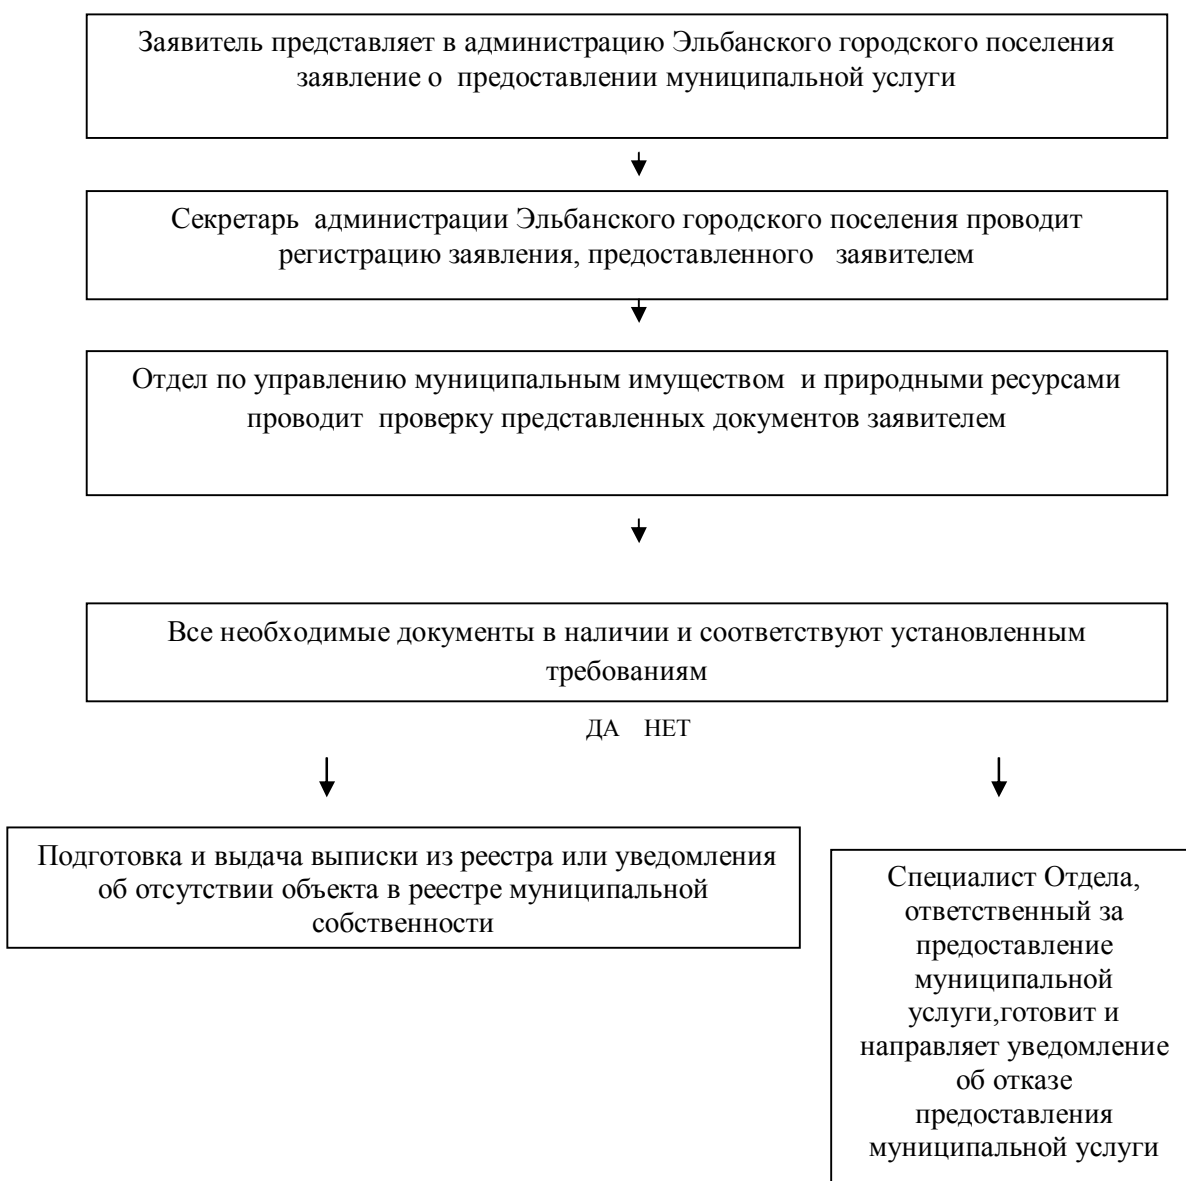 Заявитель представляет в администрацию Эльбанского городского поселения
заявление о предоставлении муниципальной услуги
Секретарь администрации Эльбанского городского поселения проводит
регистрацию заявления, предоставленного заявителем
Отдел по управлению муниципальным имуществом и природными ресурсами
проводит проверку представленных документов заявителем
Все необходимые документы в наличии и соответствуют установленным
требованиям
ДА НЕТ
Подготовка и выдача выписки из реестра или уведомления
об отсутствии объекта в реестре муниципальной
собственности
Специалист Отдела,
ответственный за
предоставление
муниципальной
услуги,готовит и
направляет уведомление
об отказе
предоставления
муниципальной услуги